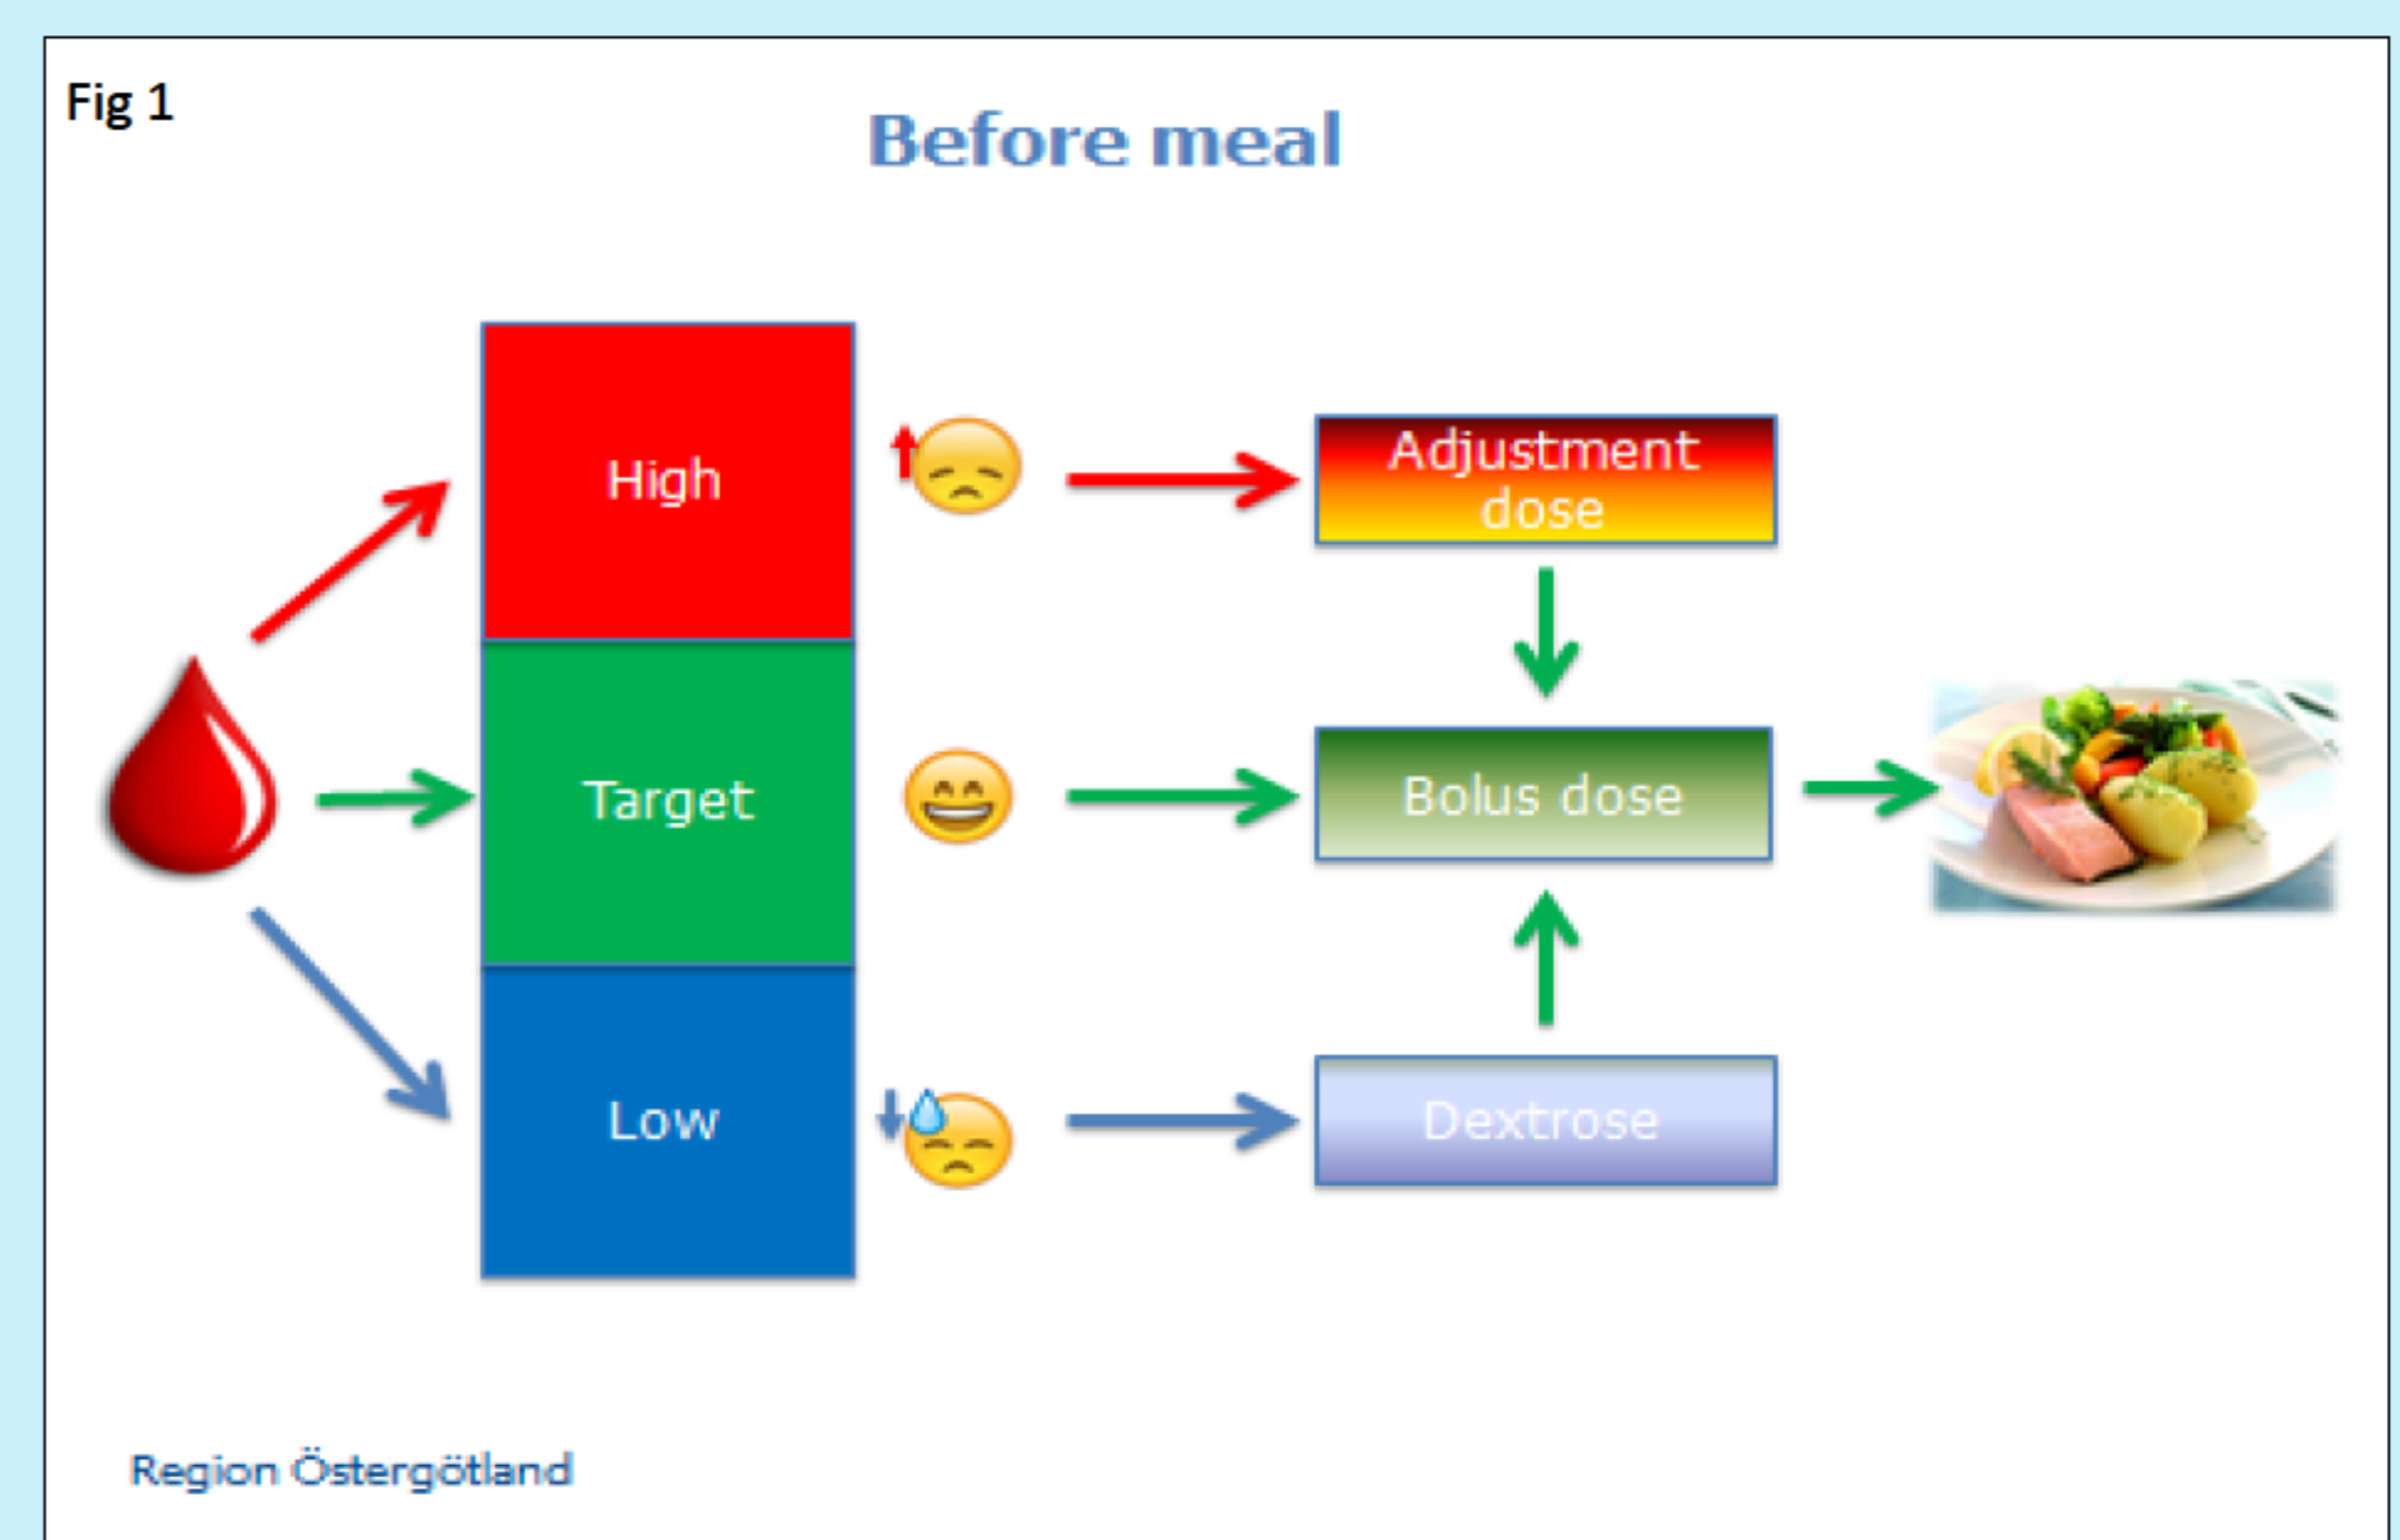 Fig 1
Before meal
High
Adjustment
dose
Target
Bolus dose
Low
Dextrose
Region Östergötland